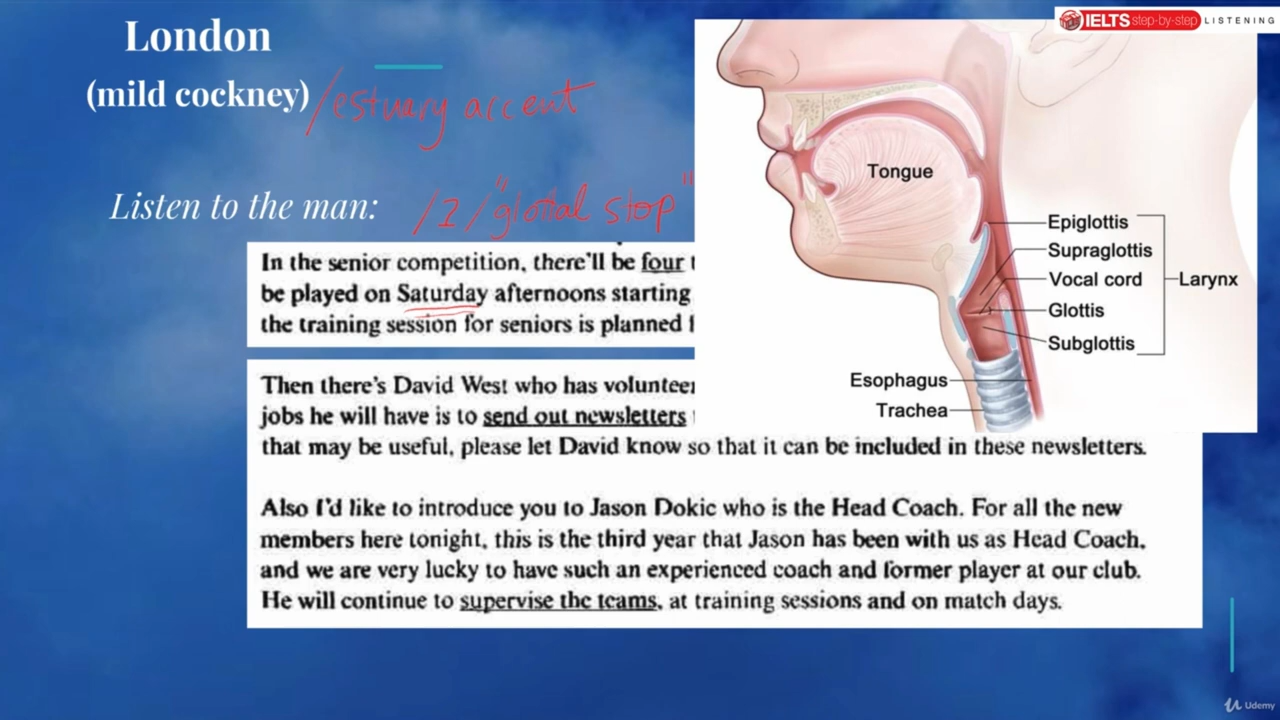 London
(mild cockney)/estuary accent
Listen to the man: /ʔ/"glottal stop"
In the senior competition, there'll be four
be played on Saturday afternoons starting
the training session for seniors is planned
Then there's David West who has voluntee
jobs he will have is to send out newsletters
that may be useful, please let David know so that it can be included in these newsletters.
Also I'd like to introduce you to Jason Dokic who is the Head Coach. For all the new
members here tonight, this is the third year that Jason has been with us as Head Coach,
and we are very lucky to have such an experienced coach and former player at our club.
He will continue to supervise the teams, at training sessions and on match days.
IELTS step-by-step LISTENING
Tongue
Epiglottis
Supraglottis
Vocal cord
Larynx
Glottis
Subglottis
Esophagus
Trachea
Udemy